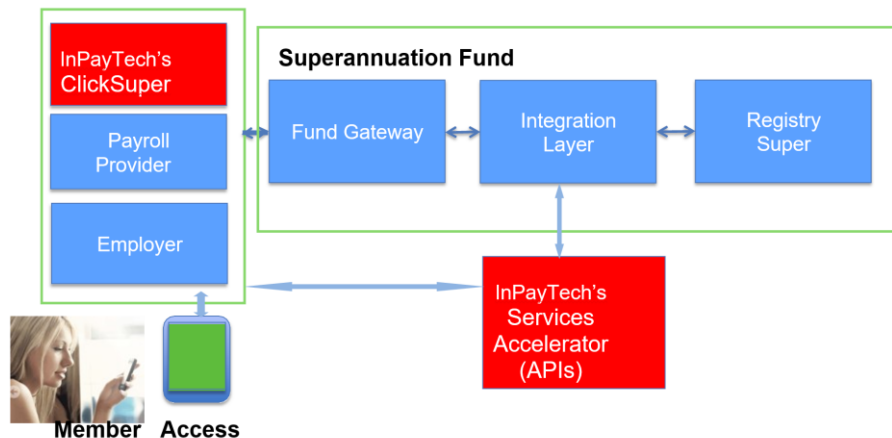 InPayTech's
ClickSuper
Payroll
Provider
Employer
Superannuation Fund
Fund Gateway
Integration
Layer
Registry
Super
InPayTech's
Services
Accelerator
(APIs)
Member
Access